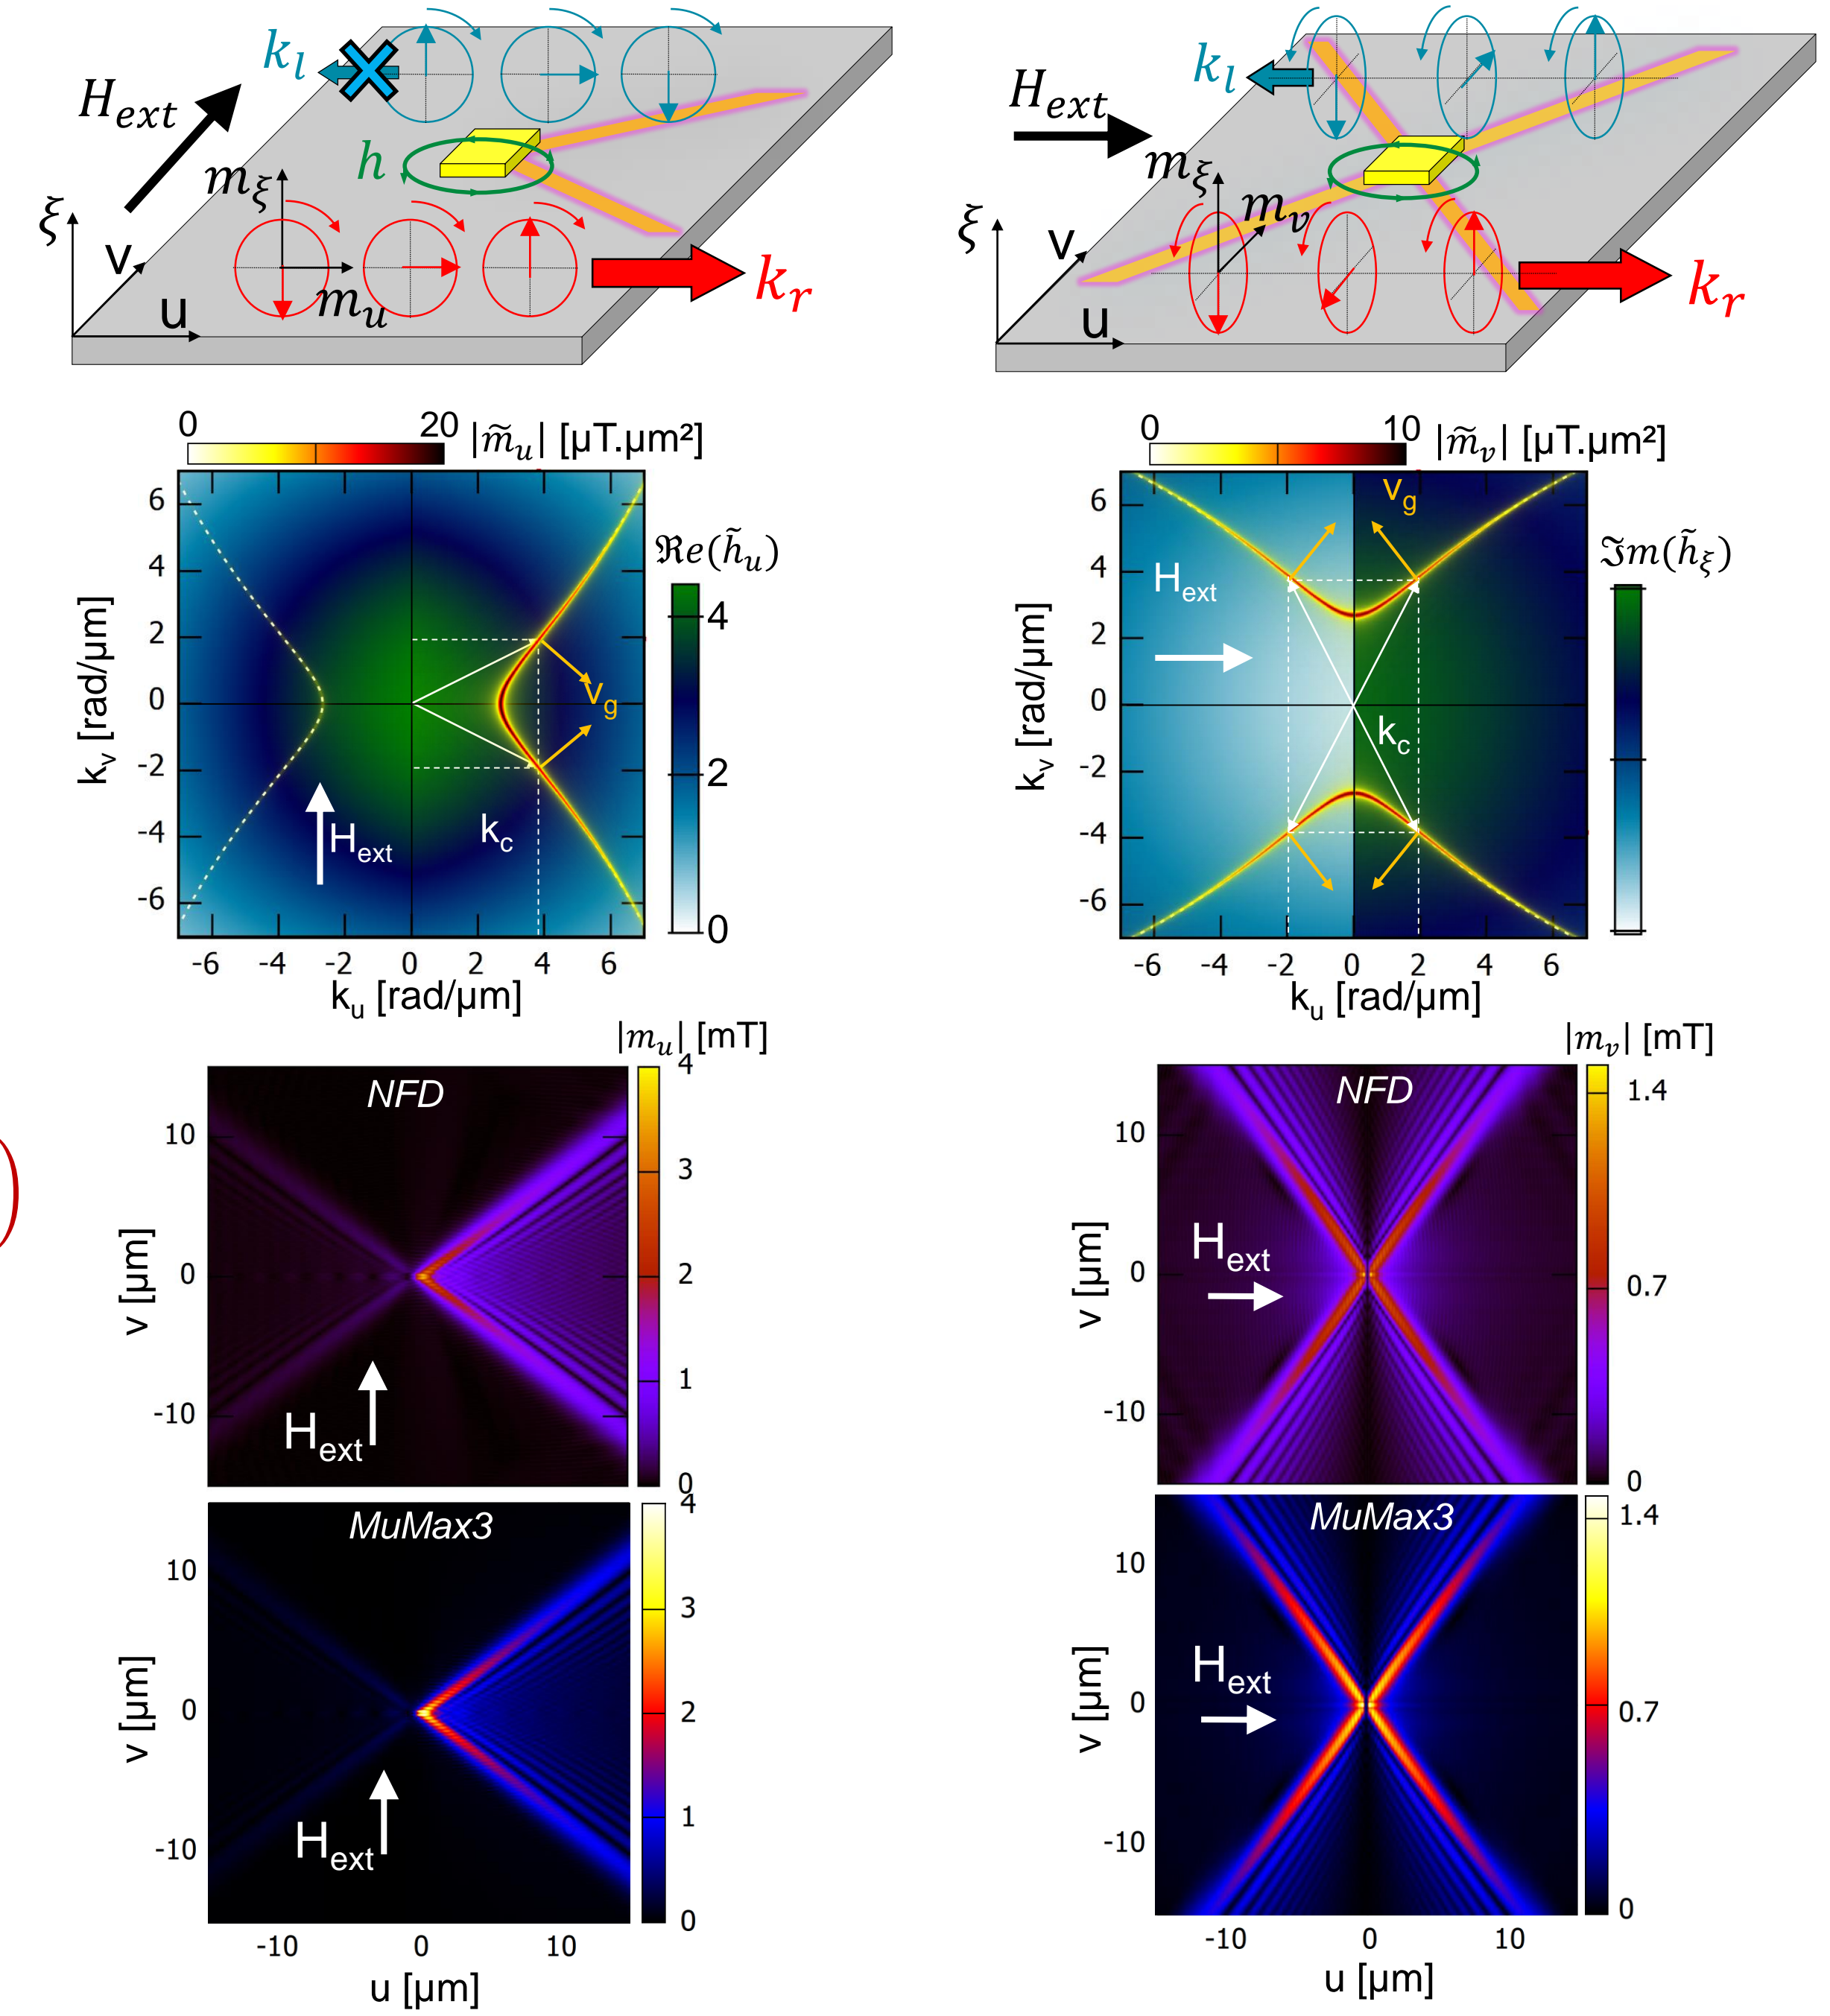 k_l
H_ext
h
m_ξ
ξ
v
u
m_u
k_r
k_l
H_ext
m_ξ
m_v
ξ
v
u
k_r
0 20 |m̃_u| [µT.µm²]
6
4
2
0
-2
-4
-6
k_v [rad/µm]
H_ext
k_c
v_g
ℜe(h̃_u)
4
2
0
-6 -4 -2 0 2 4 6
k_u [rad/µm]
0 10 |m̃_v| [µT.µm²]
6
4
2
0
-2
-4
-6
k_v [rad/µm]
H_ext
v_g
k_c
ℑm(h̃_ξ)
-6 -4 -2 0 2 4 6
k_u [rad/µm]
|m_u| [mT]
NFD
10
0
-10
v [µm]
H_ext
4
3
2
1
0
|m_v| [mT]
NFD
10
0
-10
v [µm]
H_ext
1.4
0.7
0
MuMax3
10
0
-10
v [µm]
H_ext
4
3
2
1
0
-10 0 10
u [µm]
MuMax3
10
0
-10
v [µm]
H_ext
1.4
0.7
0
-10 0 10
u [µm]